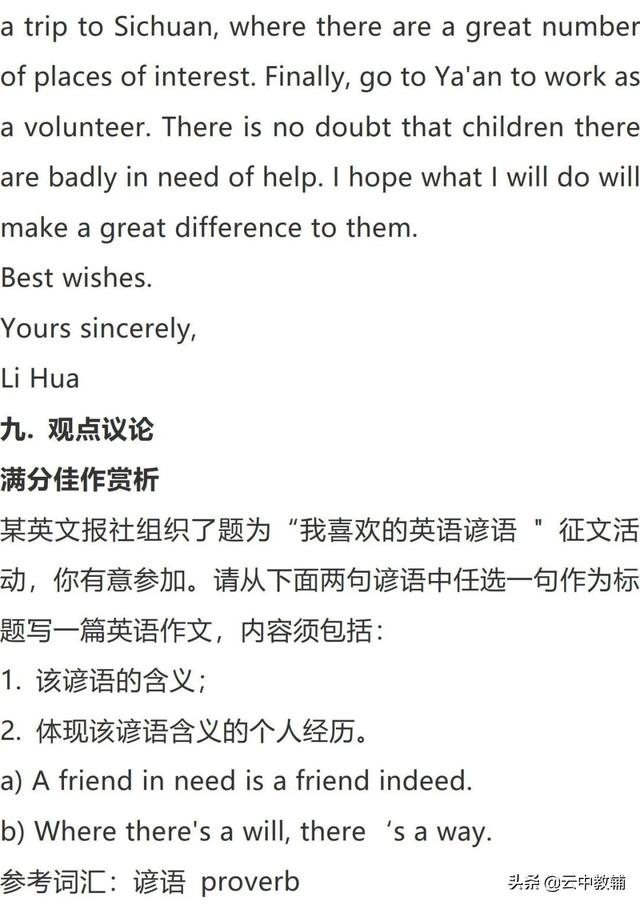 a trip to Sichuan, where there are a great number
of places of interest. Finally, go to Ya'an to work as
a volunteer. There is no doubt that children there
are badly in need of help. I hope what I will do will
make a great difference to them.
Best wishes.
Yours sincerely,
Li Hua
九. 观点议论
满分佳作赏析
某英文报社组织了题为“我喜欢的英语谚语 " 征文活
动，你有意参加。请从下面两句谚语中任选一句作为标
题写一篇英语作文，内容须包括：
1. 该谚语的含义；
2. 体现该谚语含义的个人经历。
a) A friend in need is a friend indeed.
b) Where there's a will, there ‘s a way.
参考词汇：谚语 proverb
头条 @云中教辅